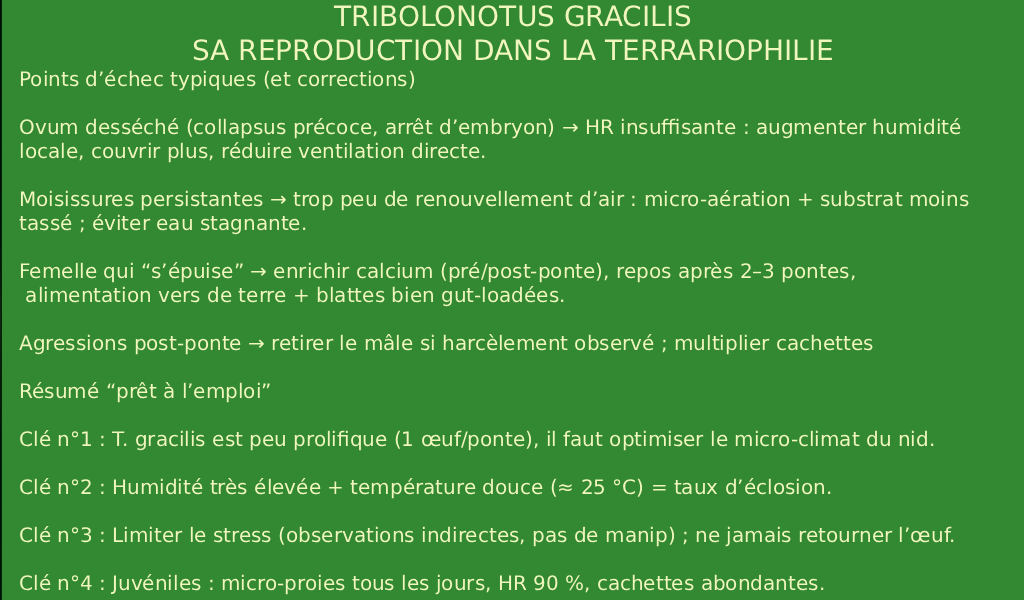 TRIBOLONOTUS GRACILIS
SA REPRODUCTION DANS LA TERRARIOPHILIE
Points d’échec typiques (et corrections)
Ovum desséché (collapsus précoce, arrêt d’embryon) → HR insuffisante : augmenter humidité
locale, couvrir plus, réduire ventilation directe.
Moisissures persistantes → trop peu de renouvellement d’air : micro-aération + substrat moins
tassé ; éviter eau stagnante.
Femelle qui “s’épuise” → enrichir calcium (pré/post-ponte), repos après 2–3 pontes,
alimentation vers de terre + blattes bien gut-loadées.
Agressions post-ponte → retirer le mâle si harcèlement observé ; multiplier cachettes
Résumé “prêt à l’emploi”
Clé n°1 : T. gracilis est peu prolifique (1 œuf/ponte), il faut optimiser le micro-climat du nid.
Clé n°2 : Humidité très élevée + température douce (≈ 25 °C) = taux d’éclosion.
Clé n°3 : Limiter le stress (observations indirectes, pas de manip) ; ne jamais retourner l’œuf.
Clé n°4 : Juvéniles : micro-proies tous les jours, HR 90 %, cachettes abondantes.